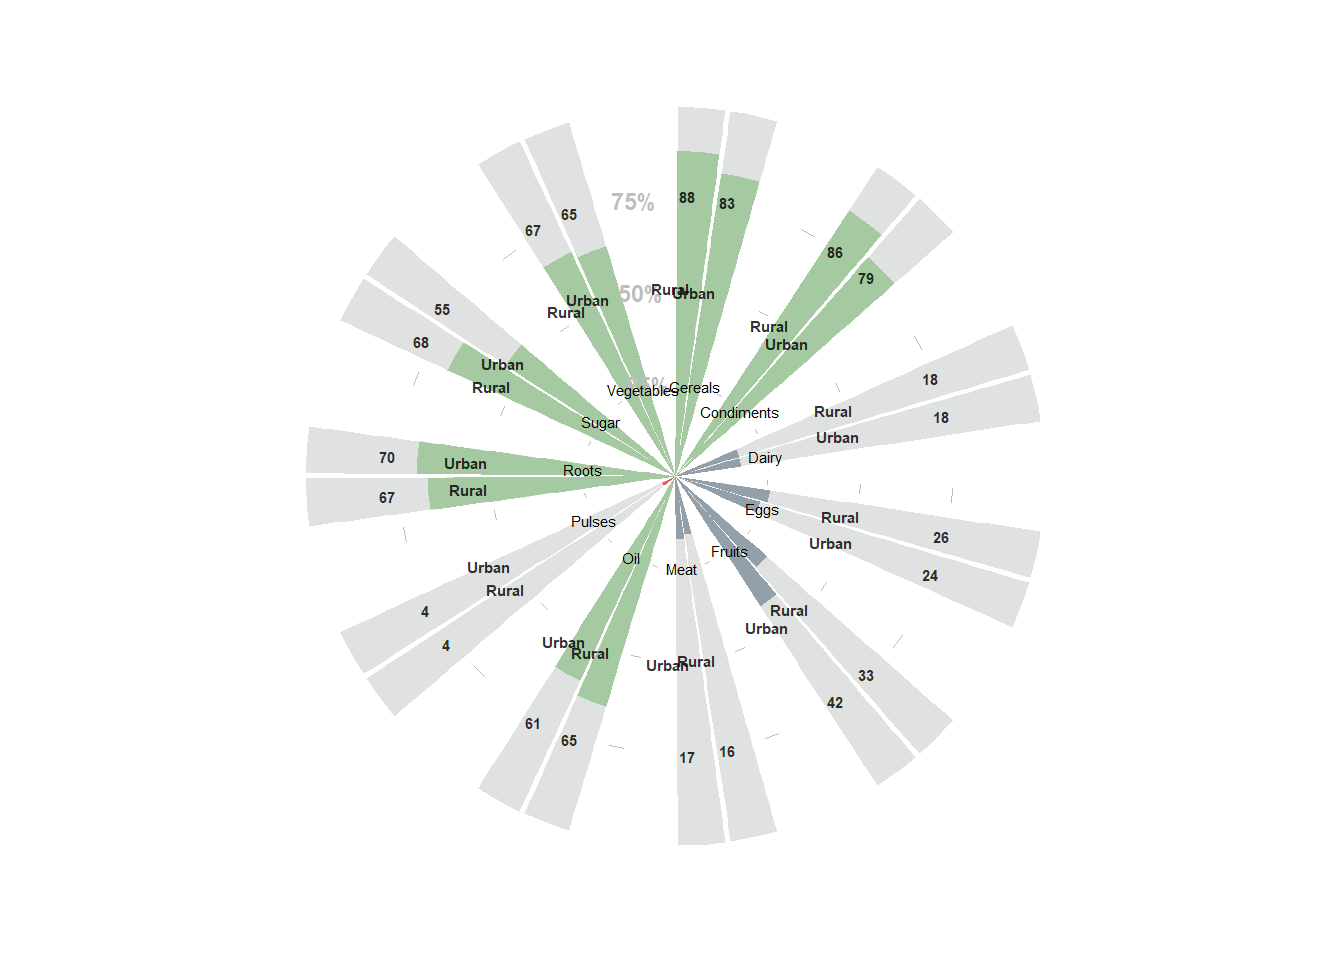 88
83
75%
86
65
67
79
50%
Rural
Urban
Urban
Rural
55
Rural
68
Urban
18
Urban
Rural
Vegetables
Cereals
18
Rural
Condiments
Sugar
Urban
70
Urban
Roots
Dairy
67
Rural
Eggs
Rural
26
Pulses
Urban
Fruits
Oil
Meat
Urban
24
Rural
4
Rural
4
Urban
Urban
Rural
Urban
Rural
33
42
61
65
17
16